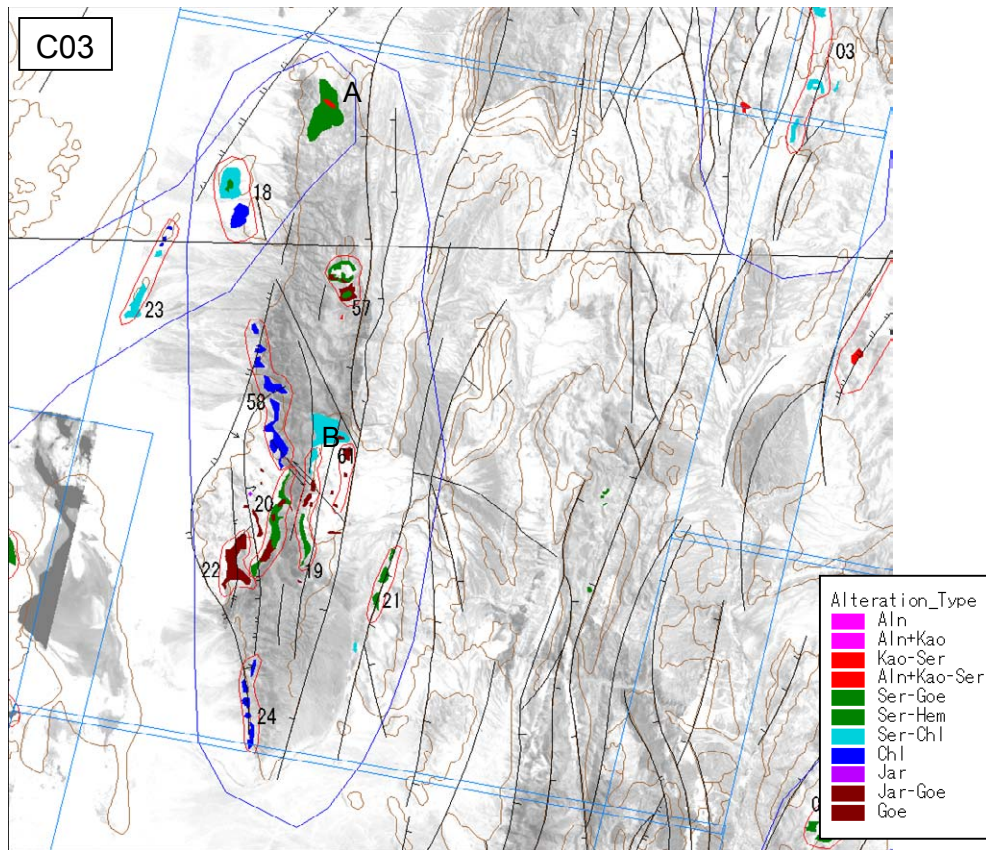 C03
03
A
18
23
57
58
B
61
20
22
19
21
24
Alteration_Type
Aln
Aln+Kao
Kao-Ser
Aln+Kao-Ser
Ser-Goe
Ser-Hem
Ser-Chl
Chl
Jar
Jar-Goe
Goe